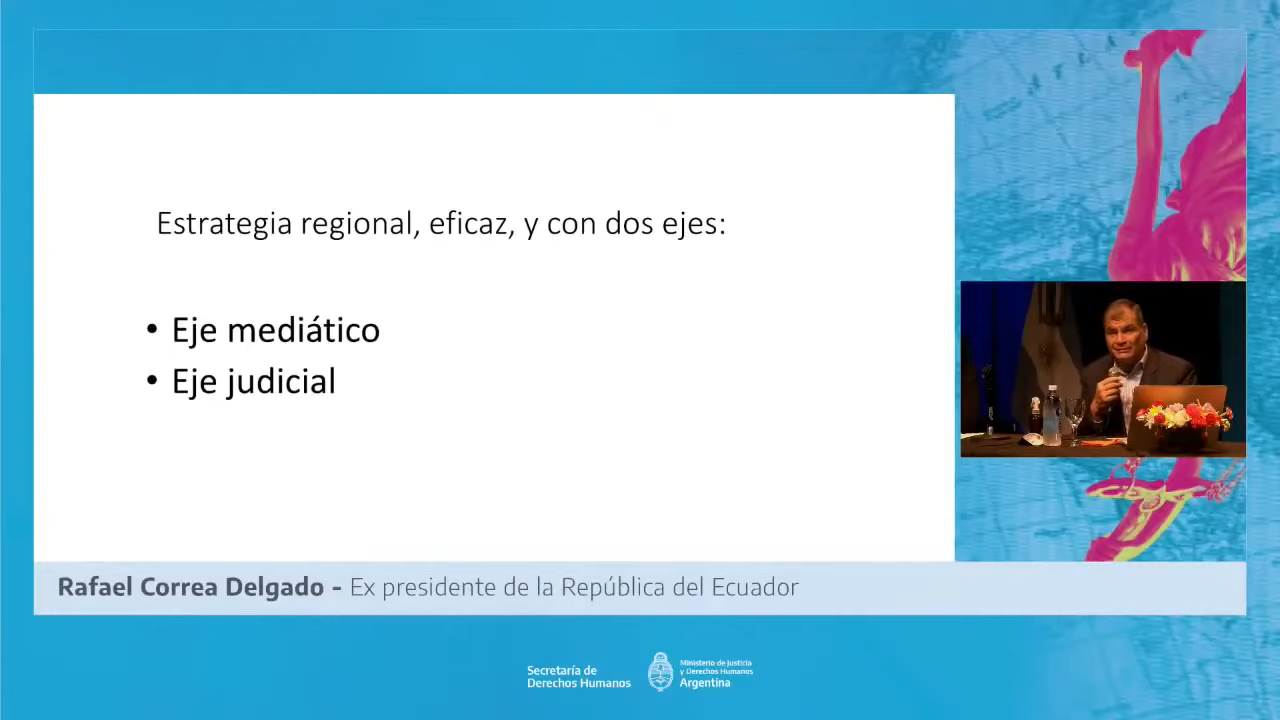 Estrategia regional, eficaz, y con dos ejes:
• Eje mediático
• Eje judicial
Rafael Correa Delgado - Ex presidente de la República del Ecuador
Secretaría de
Derechos Humanos
Ministerio de Justicia
y Derechos Humanos
Argentina